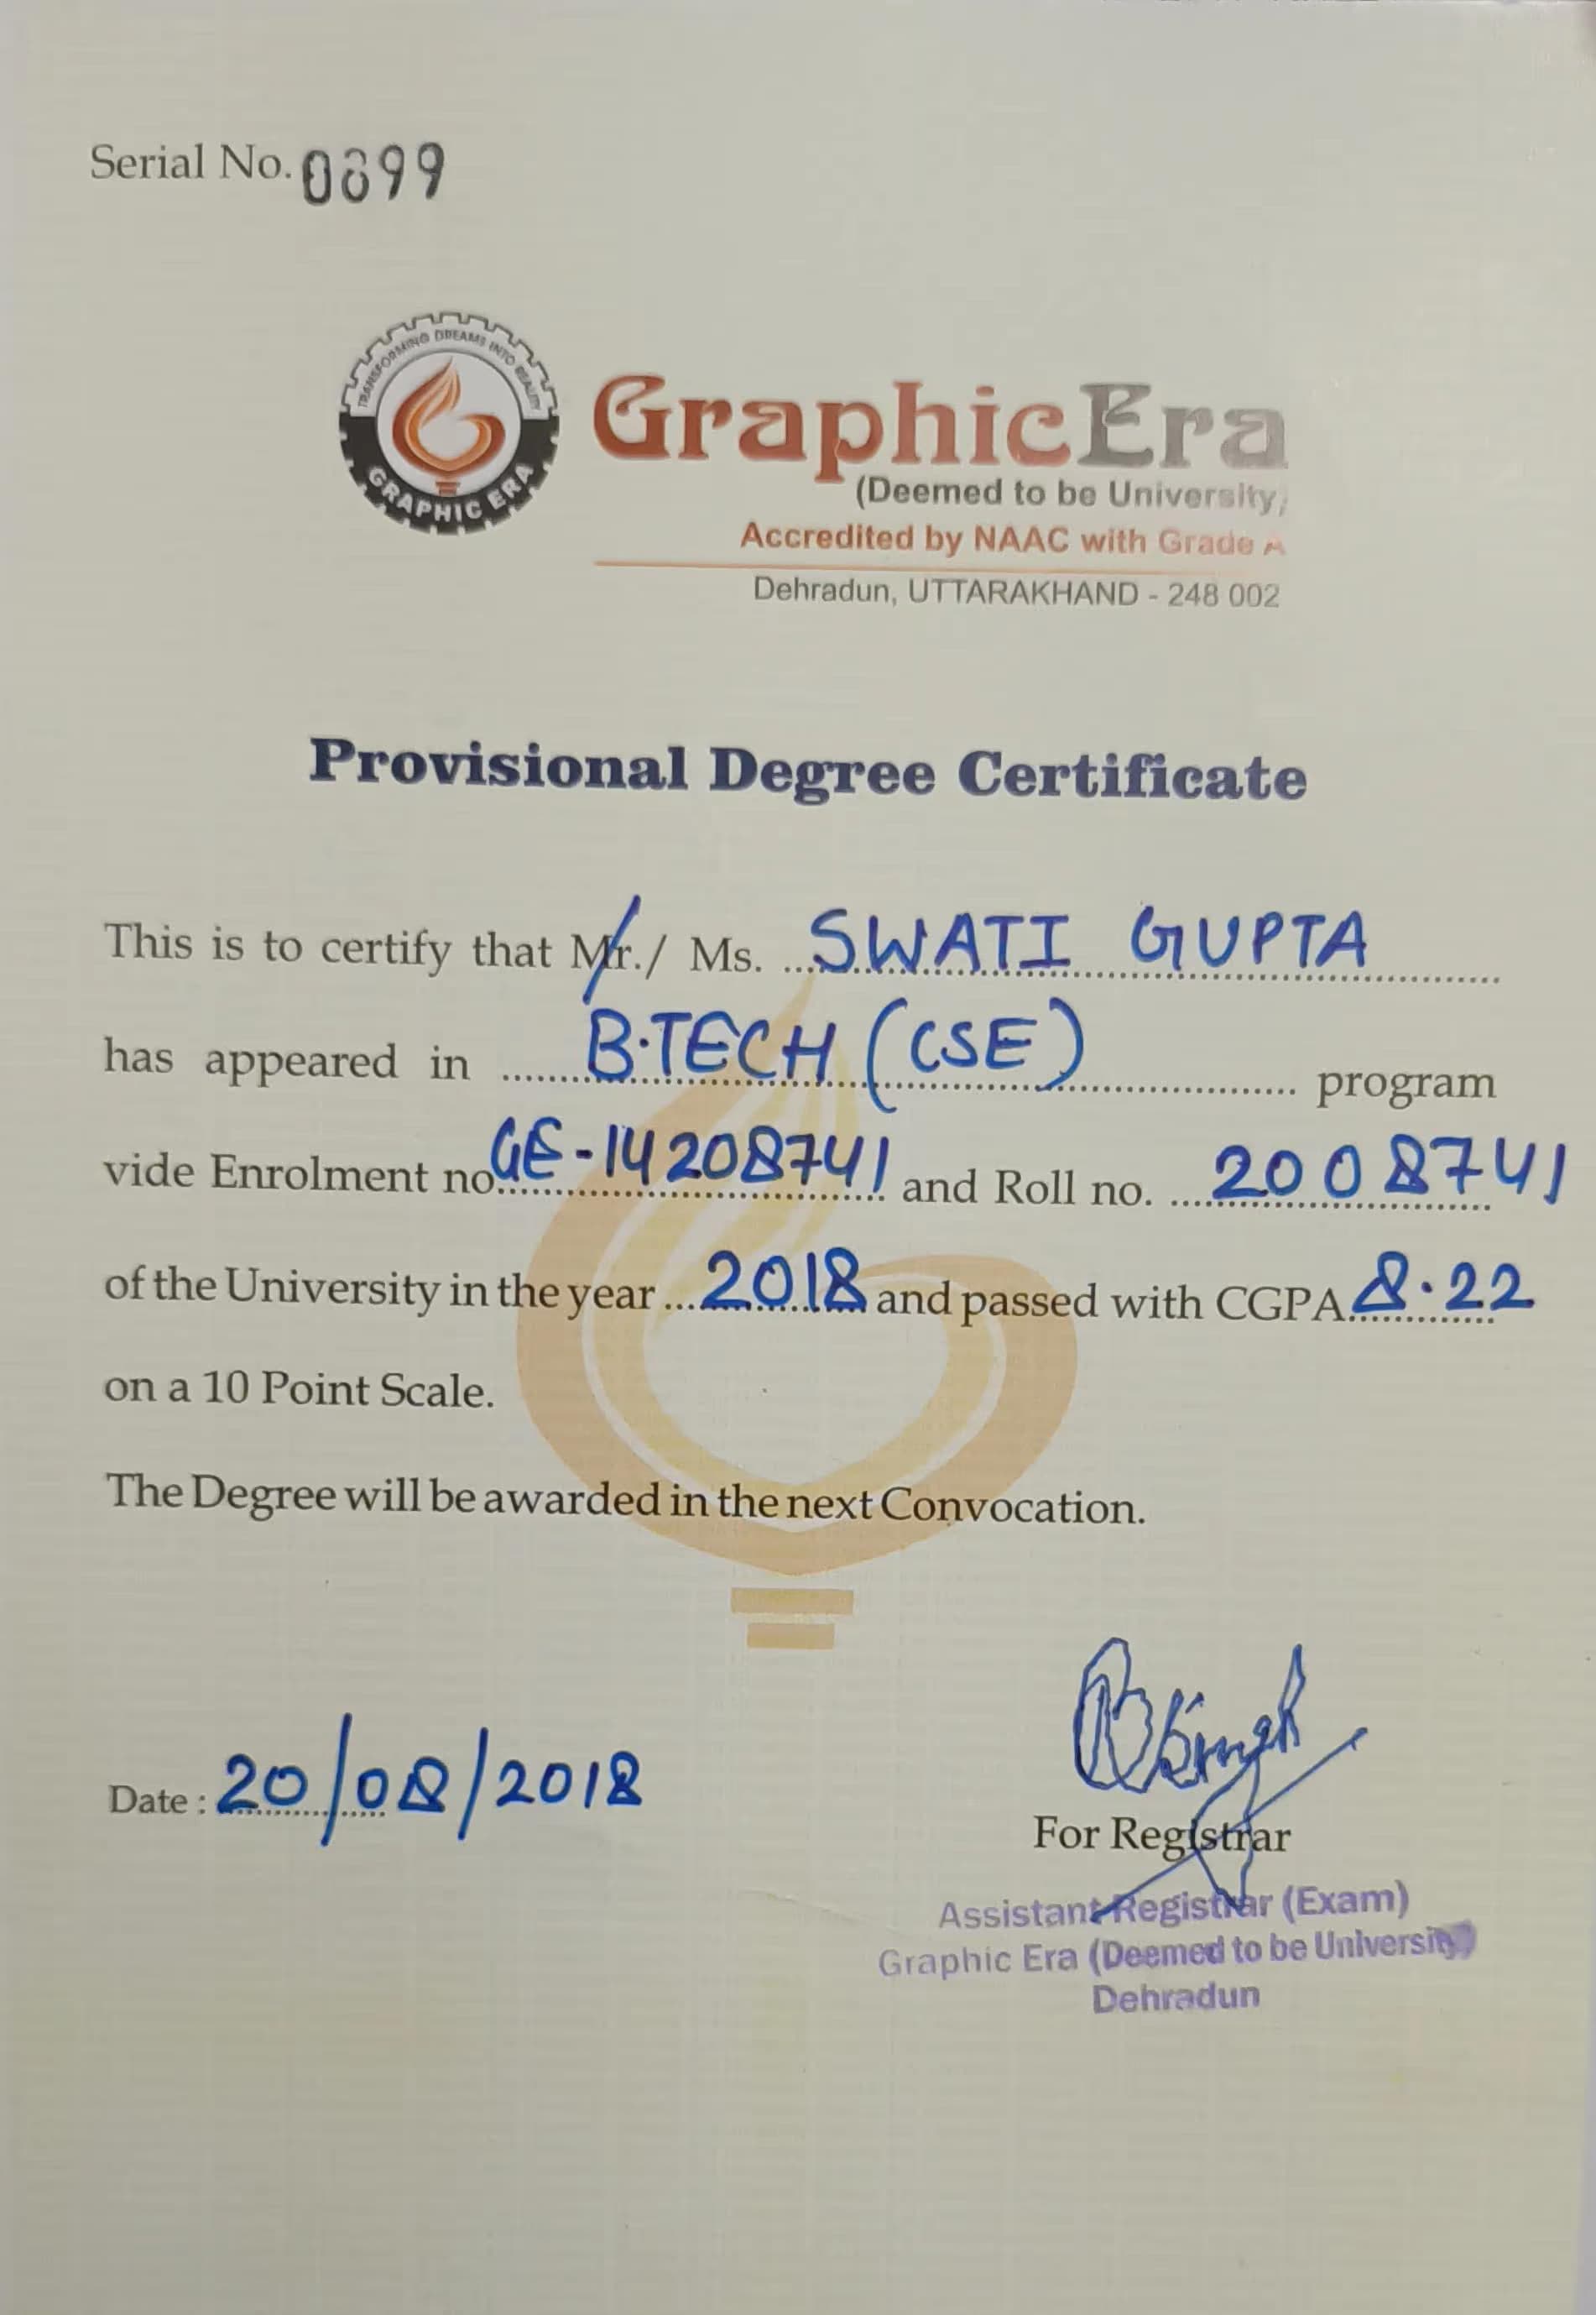 Serial No. 0899
TRANSFORMING DREAMS INTO REALITY
GRAPHIC ERA
GraphicEra
(Deemed to be University)
Accredited by NAAC with Grade A
Dehradun, UTTARAKHAND - 248 002
Provisional Degree Certificate
This is to certify that Mr./ Ms. SWATI GUPTA
has appeared in B.TECH (CSE) program
vide Enrolment no. GE-14208741 and Roll no. 2008741
of the University in the year 2018 and passed with CGPA 8.22
on a 10 Point Scale.
The Degree will be awarded in the next Convocation.
Date : 20/08/2018
For Registrar
Assistant Registrar (Exam)
Graphic Era (Deemed to be University)
Dehradun